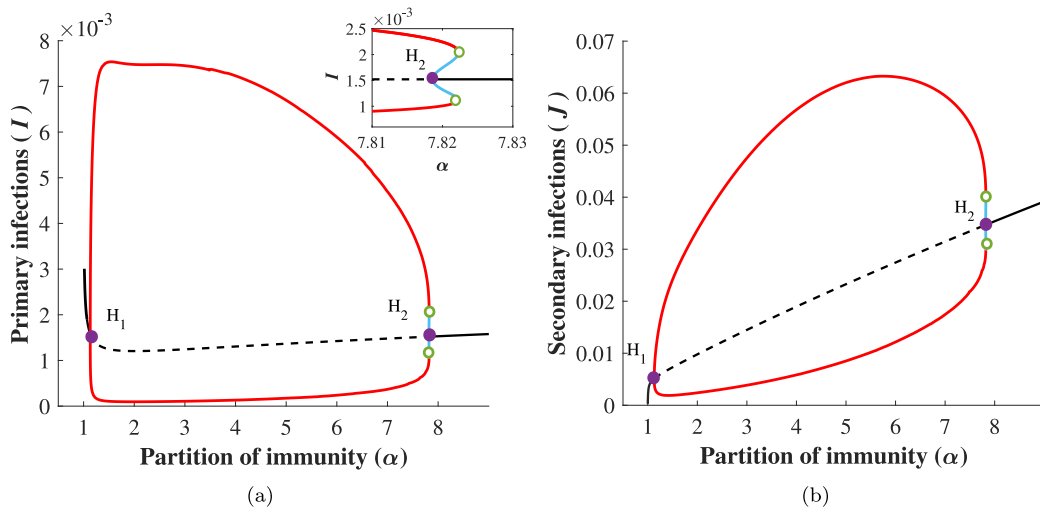 ×10⁻³
8
7
6
5
4
3
2
1
0
Primary infections (I)
H₁
H₂
1 2 3 4 5 6 7 8
Partition of immunity (α)
(a)
×10⁻³
2.5
2
1.5
1
I
H₂
7.81 7.82 7.83
α
0.07
0.06
0.05
0.04
0.03
0.02
0.01
0
Secondary infections (J)
H₁
H₂
1 2 3 4 5 6 7 8
Partition of immunity (α)
(b)